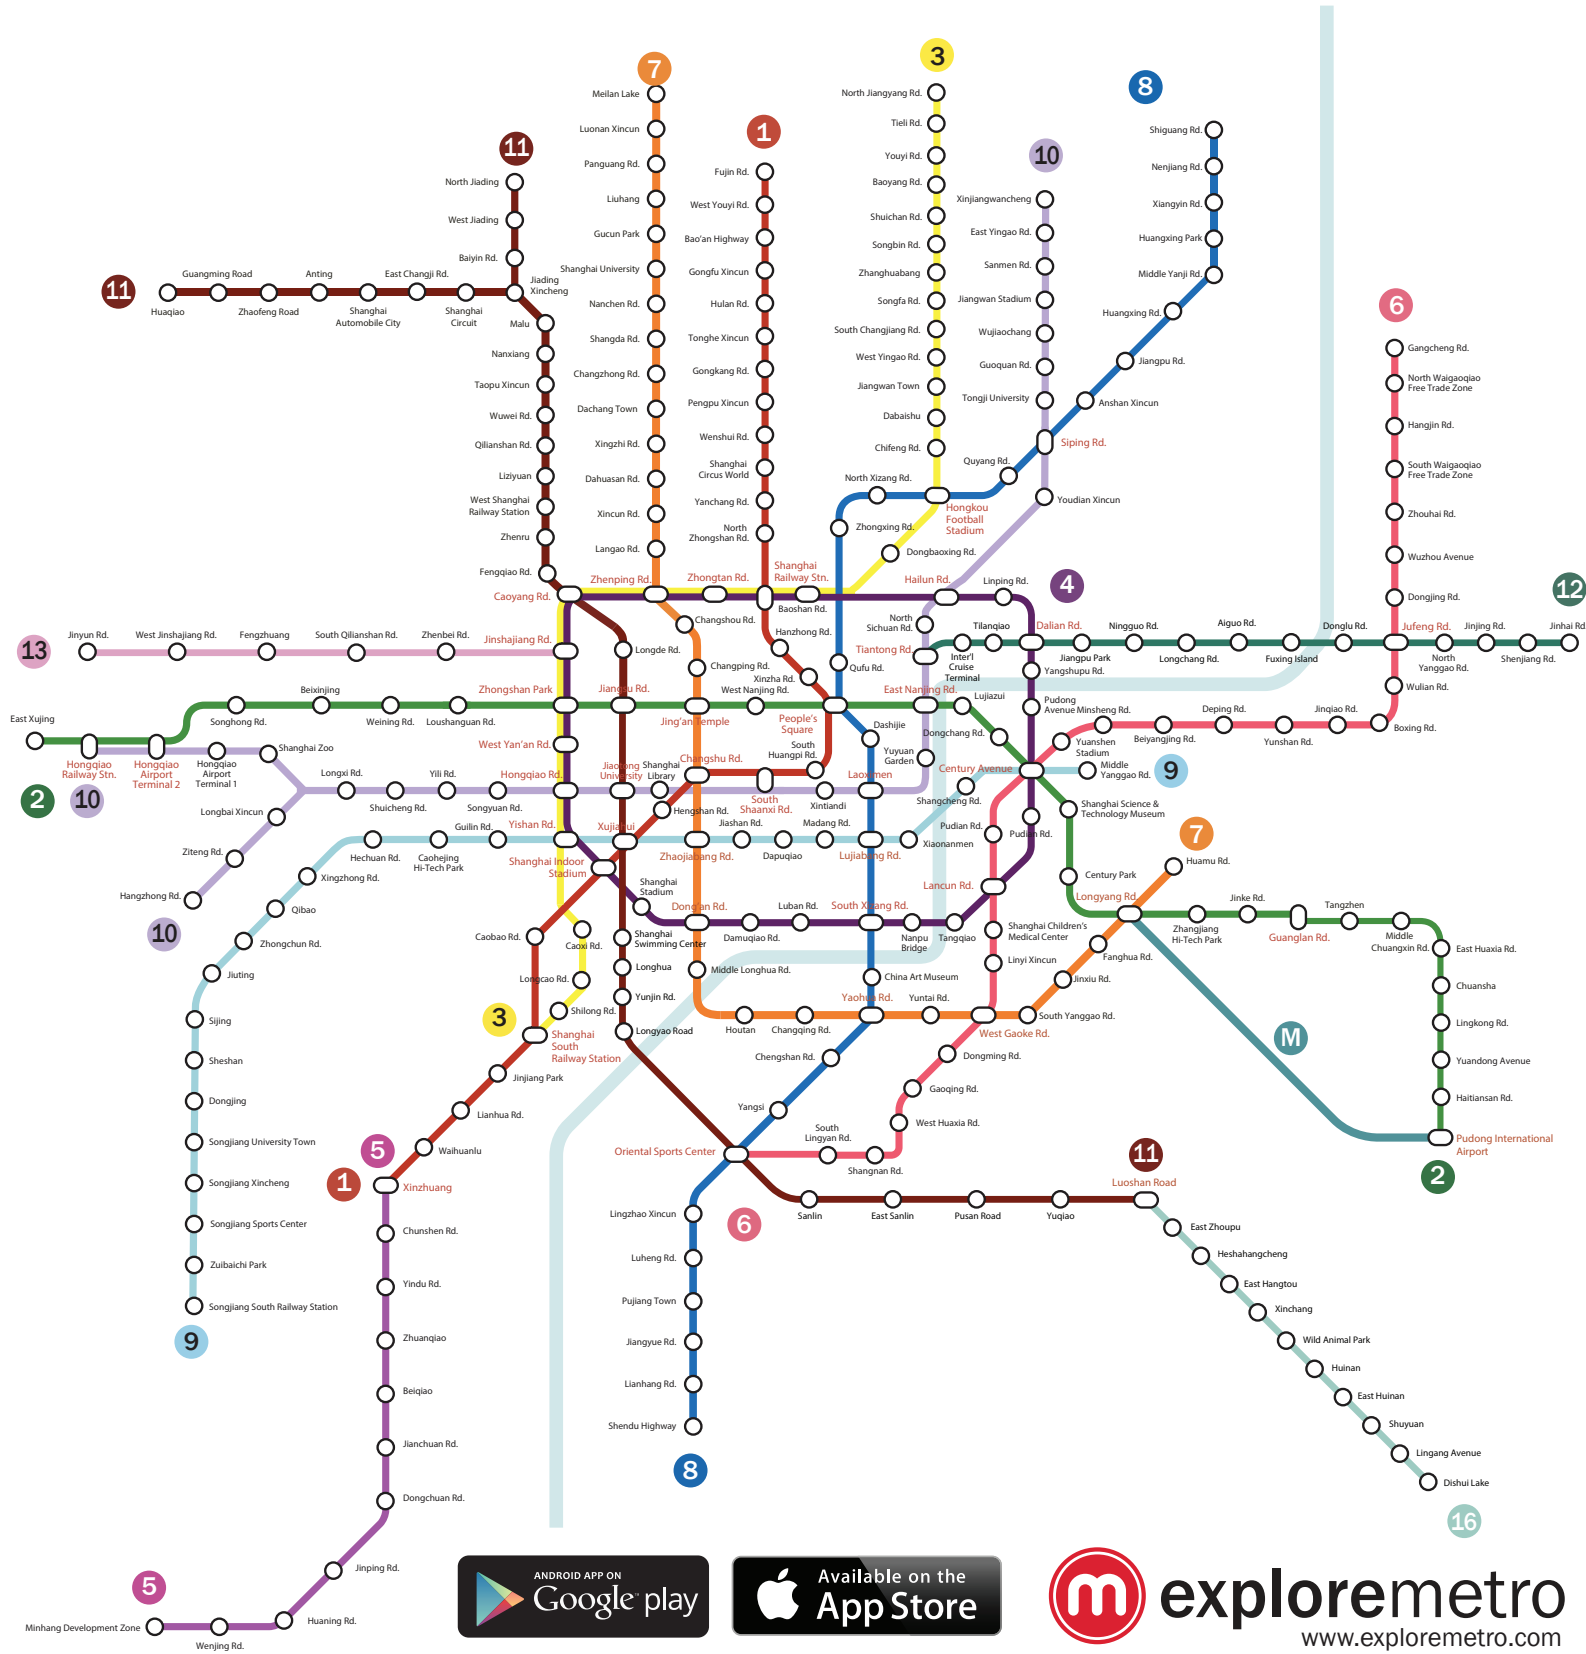 3
7
8
Meilan Lake
North Jiangyang Rd.
Luonan Xincun
Tieli Rd.
Shiguang Rd.
1
11
10
Panguang Rd.
Youyi Rd.
Nenjiang Rd.
Fujin Rd.
North Jiading
Baoyang Rd.
Liuhang
Xinjiangwancheng
Xiangyin Rd.
West Youyi Rd.
West Jiading
Shuichan Rd.
Gucun Park
East Yingao Rd.
Huangxing Park
Bao'an Highway
Songbin Rd.
Baiyin Rd.
Shanghai University
Sanmen Rd.
Middle Yanji Rd.
Gongfu Xincun
Zhanghuabang
Guangming Road
Anting
East Changji Rd.
Jiading
Xincheng
11
Huaqiao
Zhaofeng Road
Shanghai
Automobile City
Shanghai
Circuit
Nanchen Rd.
Hulan Rd.
Songfa Rd.
Jiangwan Stadium
Huangxing Rd.
6
Malu
Shangda Rd.
Tonghe Xincun
South Changjiang Rd.
Wujiaochang
Gangcheng Rd.
Nanxiang
Changzhong Rd.
Gongkang Rd.
West Yingao Rd.
Guoquan Rd.
Jiangpu Rd.
North Waigaoqiao
Free Trade Zone
Taopu Xincun
Dachang Town
Pengpu Xincun
Jiangwan Town
Tongji University
Anshan Xincun
Wuwei Rd.
Dabaishu
Hangjin Rd.
Qilianshan Rd.
Xingzhi Rd.
Wenshui Rd.
Chifeng Rd.
Siping Rd.
Liziyuan
Dahuasan Rd.
Shanghai
Circus World
North Xizang Rd.
Quyang Rd.
South Waigaoqiao
Free Trade Zone
West Shanghai
Railway Station
Xincun Rd.
Yanchang Rd.
Hongkou
Football
Stadium
Youdian Xincun
Zhouhai Rd.
Zhenru
Langao Rd.
North
Zhongshan Rd.
Zhongxing Rd.
Dongbaoxing Rd.
Wuzhou Avenue
Fengqiao Rd.
Zhenping Rd.
Zhongtan Rd.
Shanghai
Railway Stn.
Hailun Rd.
Linping Rd.
4
12
Caoyang Rd.
Baoshan Rd.
Dongjing Rd.
Changshou Rd.
Hanzhong Rd.
North
Sichuan Rd.
Tilanqiao
Dalian Rd.
Ningguo Rd.
Aiguo Rd.
Donglu Rd.
Jufeng Rd.
Jinjing Rd.
Jinhai Rd.
13
Jinyun Rd.
West Jinshajiang Rd.
Fengzhuang
South Qilianshan Rd.
Zhenbei Rd.
Jinshajiang Rd.
Longde Rd.
Changping Rd.
Xinzha Rd.
Qufu Rd.
Tiantong Rd.
Inter'l
Cruise
Terminal
Jiangpu Park
Longchang Rd.
Fuxing Island
North
Yanggao Rd.
Shenjiang Rd.
Yangshupu Rd.
Wulian Rd.
Zhongshan Park
Jiangsu Rd.
West Nanjing Rd.
East Nanjing Rd.
Lujiazui
Beixinjing
Songhong Rd.
Weining Rd.
Loushanguan Rd.
Jing'an Temple
People's
Square
Dashijie
Pudong
Avenue
Minsheng Rd.
Deping Rd.
Jinqiao Rd.
Boxing Rd.
East Xujing
Dongchang Rd.
Yuanshen
Stadium
Beiyangjing Rd.
Yunshan Rd.
West Yan'an Rd.
Hongqiao
Railway Stn.
Hongqiao
Airport
Terminal 2
Hongqiao
Airport
Terminal 1
Shanghai Zoo
South
Huangpi Rd.
Yuyuan
Garden
Century Avenue
Middle
Yanggao Rd.
9
2
10
Longxi Rd.
Yili Rd.
Hongqiao Rd.
Jiaotong
University
Shanghai
Library
Changshu Rd.
Laoximen
Shuicheng Rd.
Songyuan Rd.
South
Shaanxi Rd.
Xintiandi
Shangcheng Rd.
Longbai Xincun
Hengshan Rd.
Shanghai Science &
Technology Museum
Guilin Rd.
Yishan Rd.
Xujiahui
Jiashan Rd.
Madang Rd.
Pudian Rd.
Pudian Rd.
7
Ziteng Rd.
Hechuan Rd.
Caohejing
Hi-Tech Park
Shanghai Indoor
Stadium
Zhaojiabang Rd.
Dapuqiao
Lujiabang Rd.
Xiaonanmen
Huamu Rd.
Xingzhong Rd.
Century Park
Hangzhong Rd.
Shanghai
Stadium
Lancun Rd.
Longyang Rd.
Jinke Rd.
Tangzhen
10
Qibao
Dong'an Rd.
Luban Rd.
South Xizang Rd.
Zhongchun Rd.
Caobao Rd.
Caoxi Rd.
Shanghai
Swimming Center
Damuqiao Rd.
Nanpu
Bridge
Tangqiao
Shanghai Children's
Medical Center
Zhangjiang
Hi-Tech Park
Guanglan Rd.
Middle
Chuangxin Rd.
East Huaxia Rd.
Fanghua Rd.
Jiuting
Longcao Rd.
Longhua
Middle Longhua Rd.
China Art Museum
Linyi Xincun
Jinxiu Rd.
Chuansha
Yunjin Rd.
Yaohua Rd.
Yuntai Rd.
3
Shilong Rd.
Sijing
Longyao Road
Houtan
Changqing Rd.
South Yanggao Rd.
Lingkong Rd.
Shanghai
South
Railway Station
West Gaoke Rd.
M
Sheshan
Jinjiang Park
Chengshan Rd.
Dongming Rd.
Yuandong Avenue
Dongjing
Lianhua Rd.
Yangsi
Gaoqing Rd.
Haitiansan Rd.
Songjiang University Town
5
Waihuanlu
Oriental Sports Center
South
Lingyan Rd.
West Huaxia Rd.
Pudong International
Airport
Shangnan Rd.
11
2
Songjiang Xincheng
1
Xinzhuang
Luoshan Road
Songjiang Sports Center
Chunshen Rd.
Lingzhao Xincun
6
Sanlin
East Sanlin
Pusan Road
Yuqiao
East Zhoupu
Zuibaichi Park
Yindu Rd.
Luheng Rd.
Heshahangcheng
Songjiang South Railway Station
Pujiang Town
East Hangtou
9
Zhuanqiao
Jiangyue Rd.
Xinchang
Beiqiao
Lianhang Rd.
Wild Animal Park
Jianchuan Rd.
Shendu Highway
Huinan
Dongchuan Rd.
8
East Huinan
Shuyuan
Lingang Avenue
Dishui Lake
16
Jinping Rd.
5
Minhang Development Zone
Wenjing Rd.
Huaning Rd.
ANDROID APP ON
Google play
Available on the
App Store
m
exploremetro
www.exploremetro.com